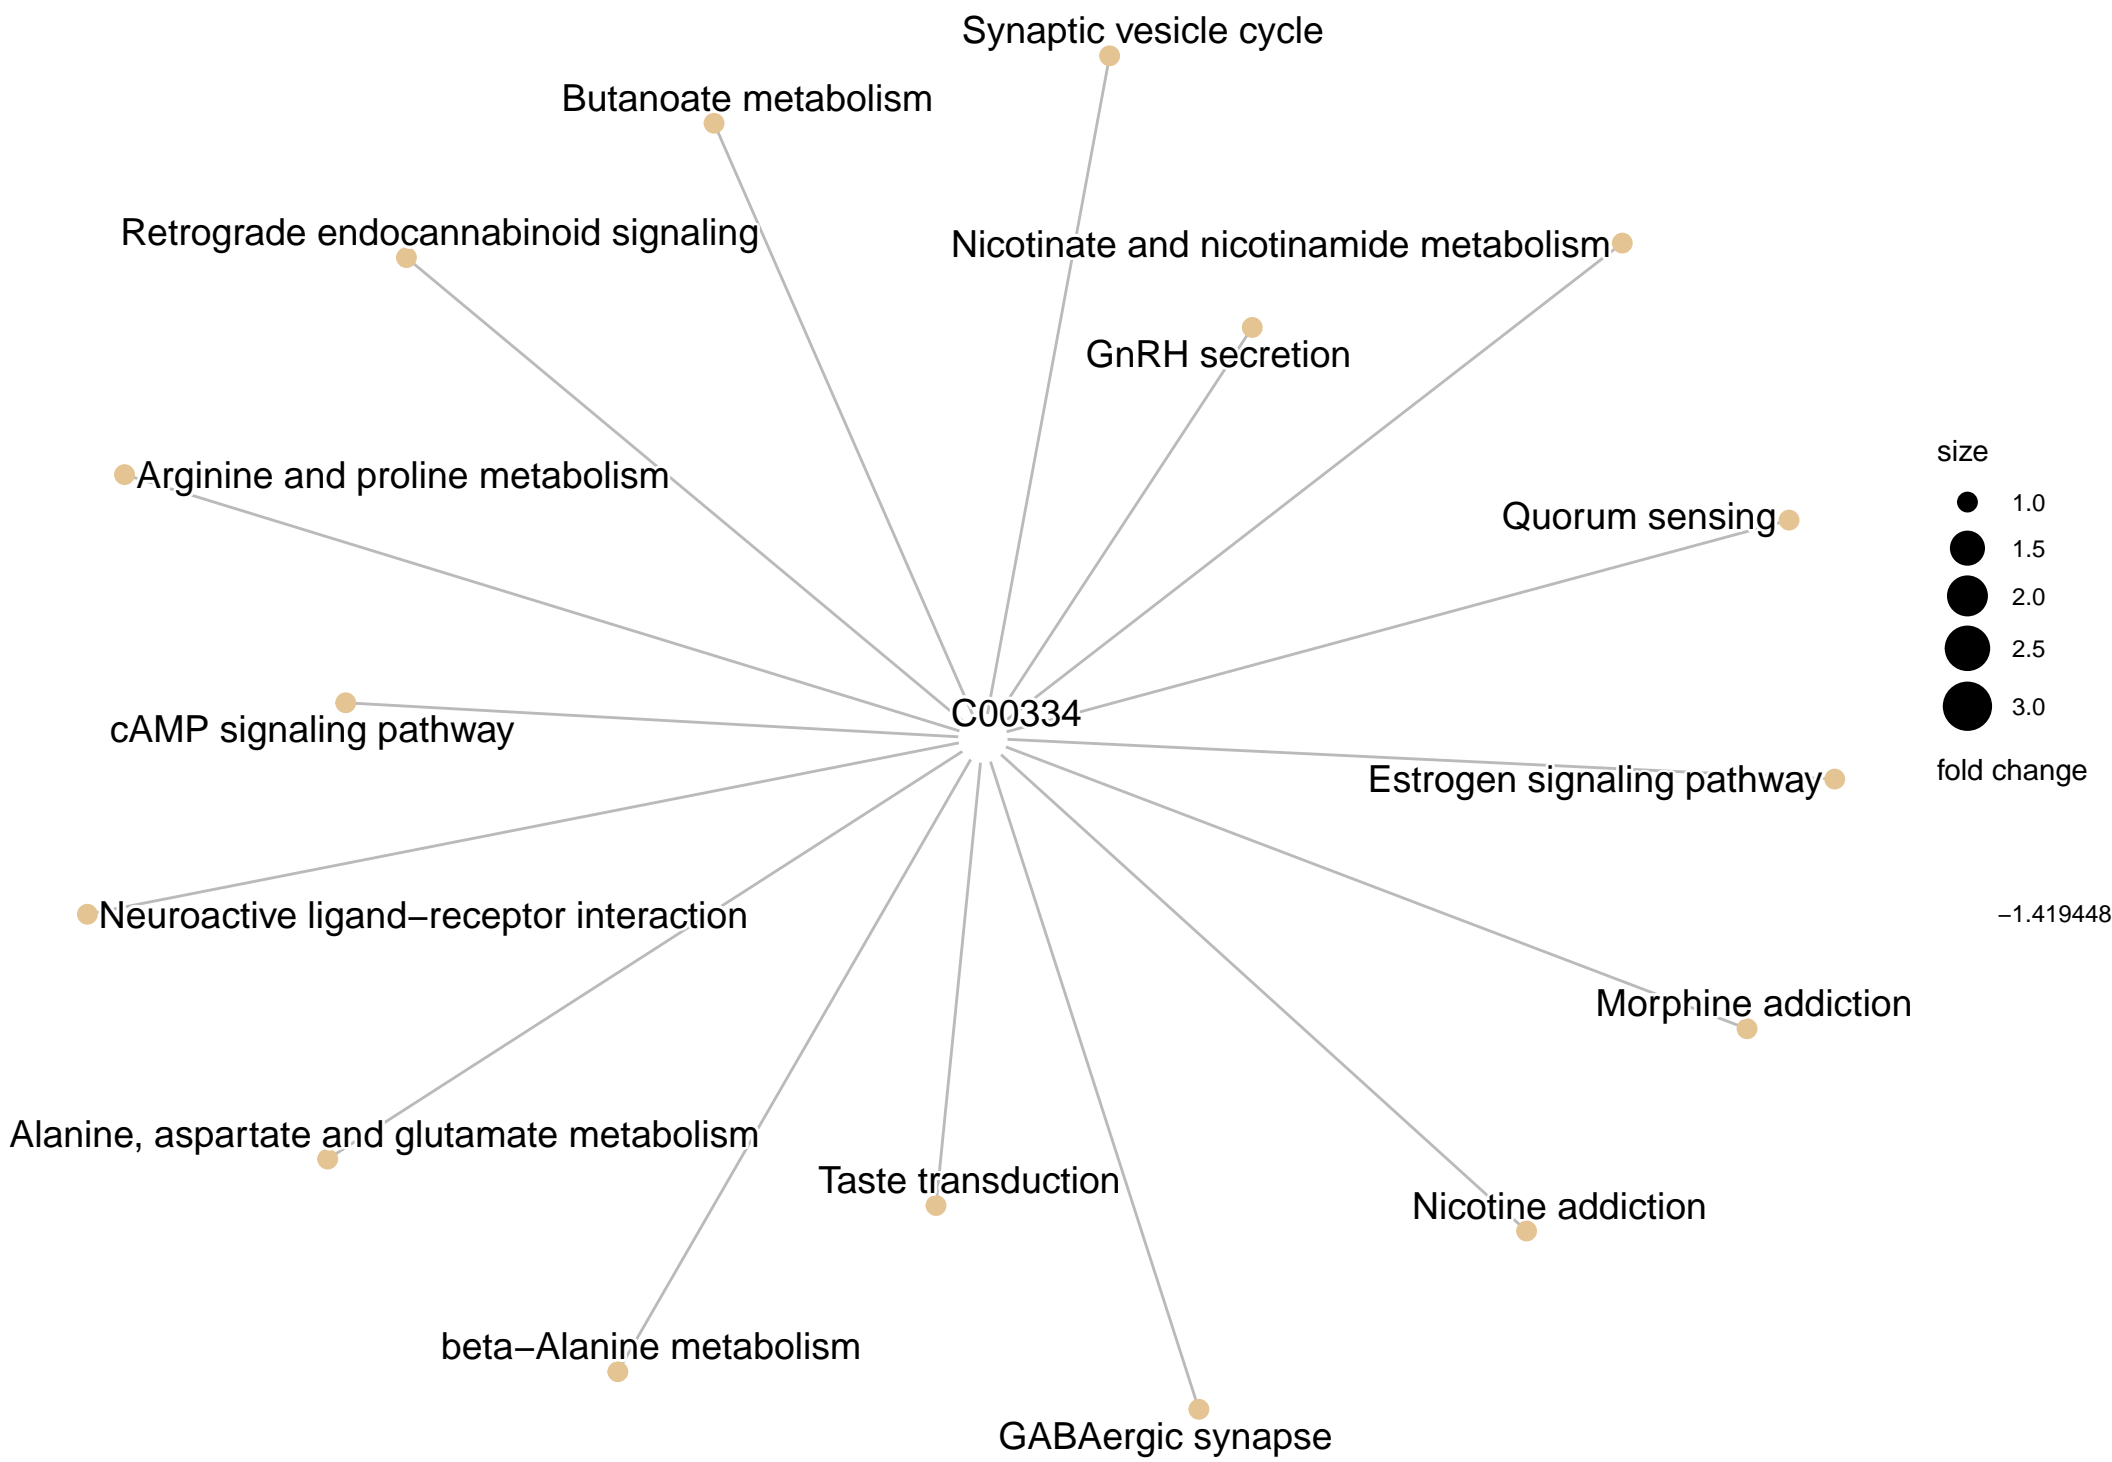 Synaptic vesicle cycle
Butanoate metabolism
Retrograde endocannabinoid signaling
Nicotinate and nicotinamide metabolism
GnRH secretion
Arginine and proline metabolism
Quorum sensing
size
1.0
1.5
2.0
2.5
3.0
fold change
−1.419448
cAMP signaling pathway
C00334
Estrogen signaling pathway
Neuroactive ligand−receptor interaction
Morphine addiction
Alanine, aspartate and glutamate metabolism
Taste transduction
Nicotine addiction
beta−Alanine metabolism
GABAergic synapse